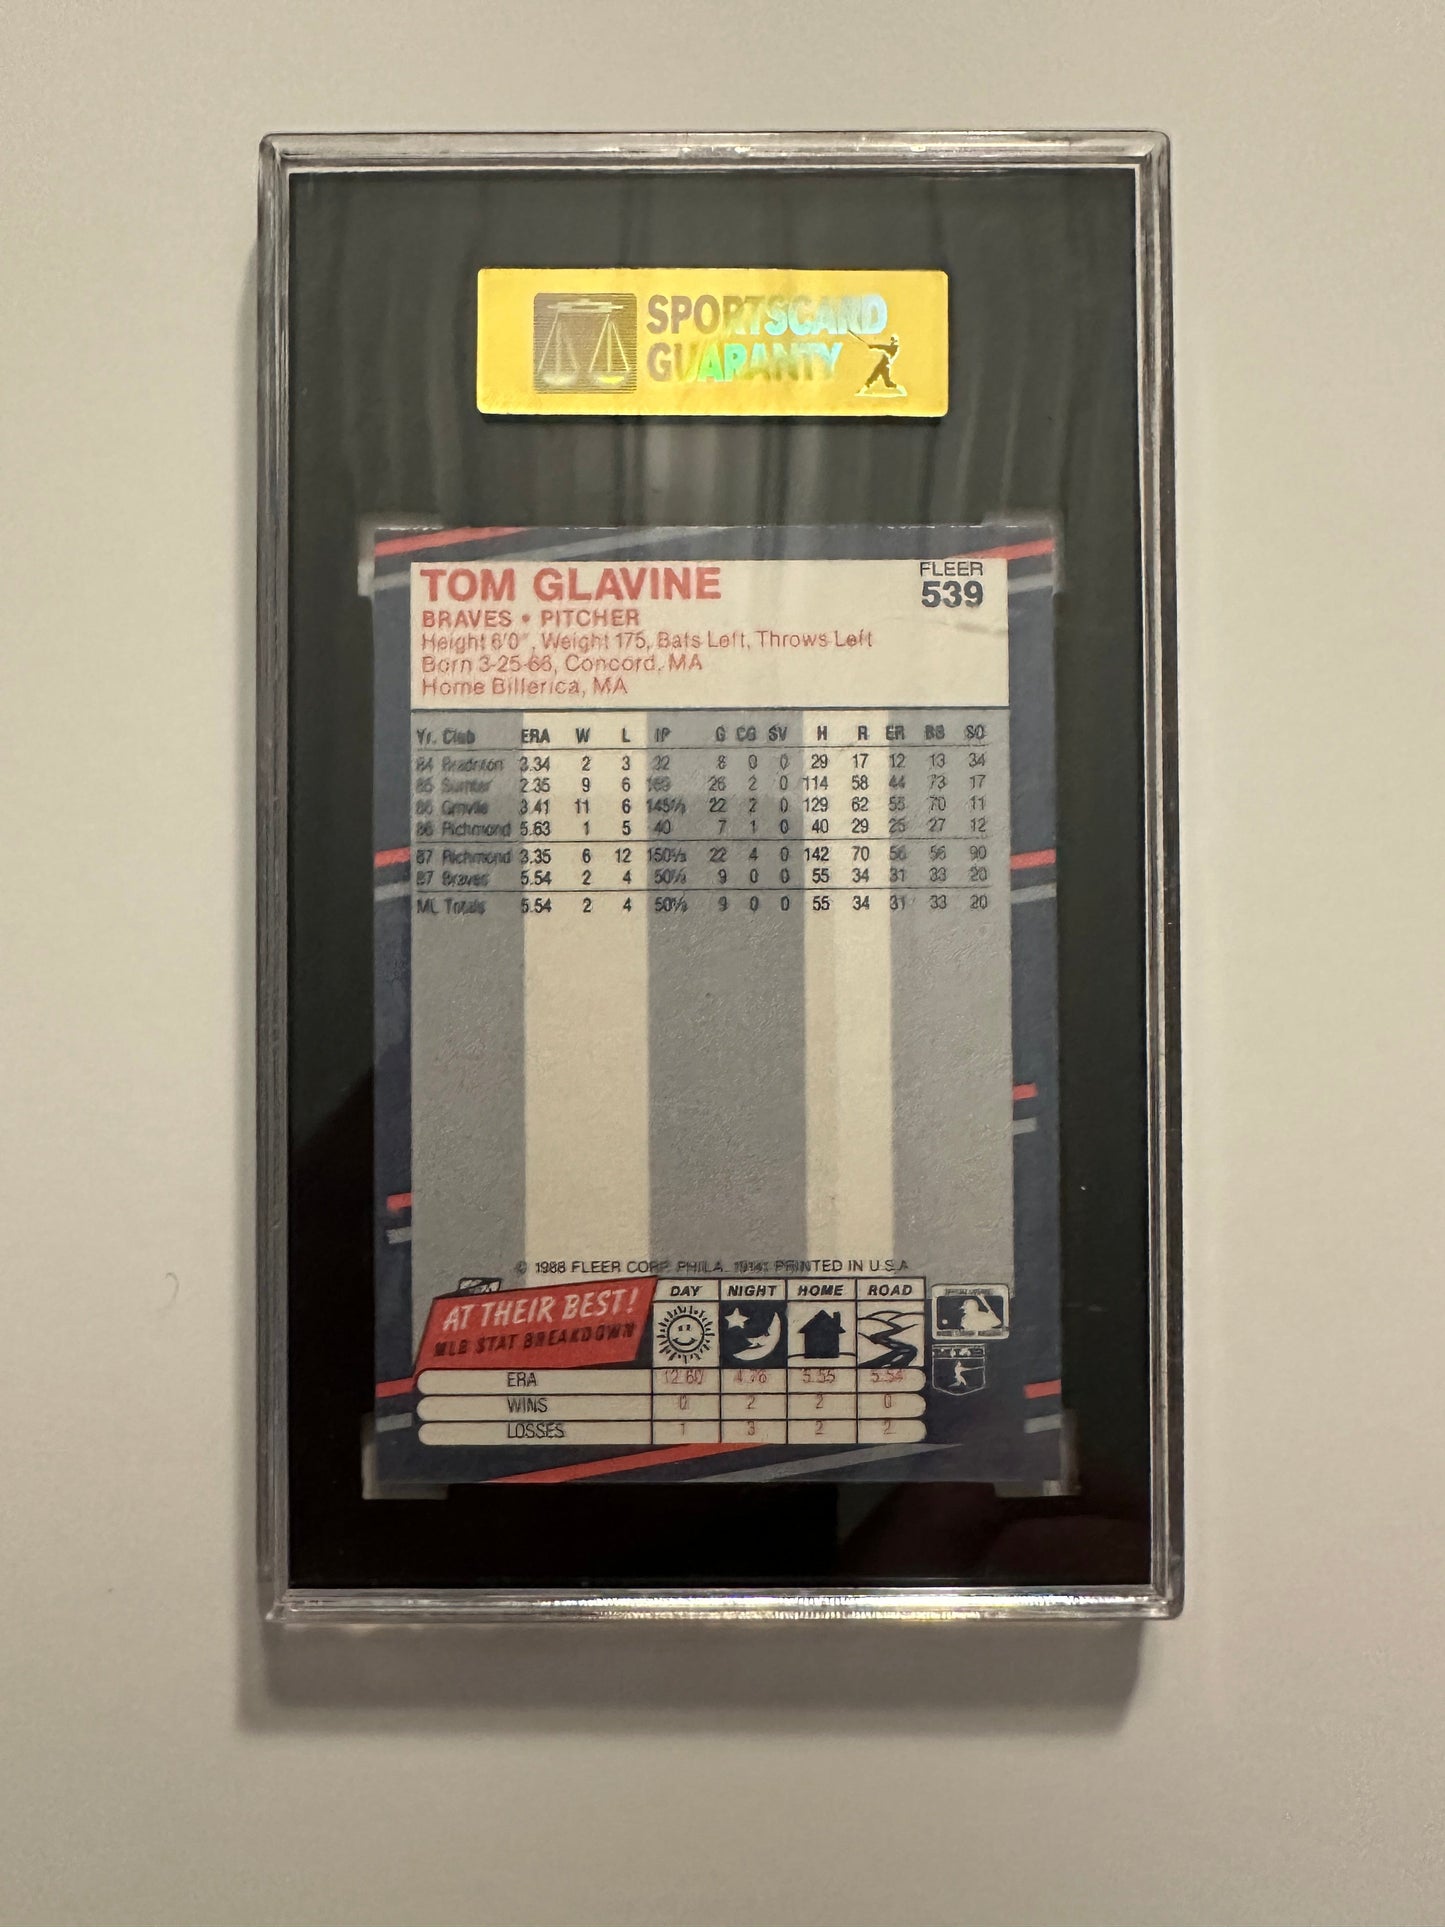 SPORTSCARD
GUARANTY
TOM GLAVINE
FLEER
539
BRAVES • PITCHER
Height 6'0", Weight 175, Bats Left, Throws Left
Born 3-25-66, Concord, MA
Home Billerica, MA
Yr. Club ERA W L IP G CG SV H R ER BB SO
84 Bradnton 3.34 2 3 32 8 0 0 29 17 12 13 34
85 Sumter 2.35 9 6 169 26 2 0 114 58 44 73 17
86 Grnvlle 3.41 11 6 145⅓ 22 2 0 129 62 55 70 11
86 Richmond 5.63 1 5 40 7 1 0 40 29 25 27 12
87 Richmond 3.35 6 12 150⅓ 22 4 0 142 70 56 56 90
87 Braves 5.54 2 4 50⅓ 9 0 0 55 34 31 33 20
ML Totals 5.54 2 4 50⅓ 9 0 0 55 34 31 33 20
© 1988 FLEER CORP. PHILA. 19141 PRINTED IN U.S.A
AT THEIR BEST!
MLB STAT BREAKDOWN
DAY NIGHT HOME ROAD
ERA 12.60 4.76 5.55 5.54
WINS 0 2 2 0
LOSSES 1 3 2 2